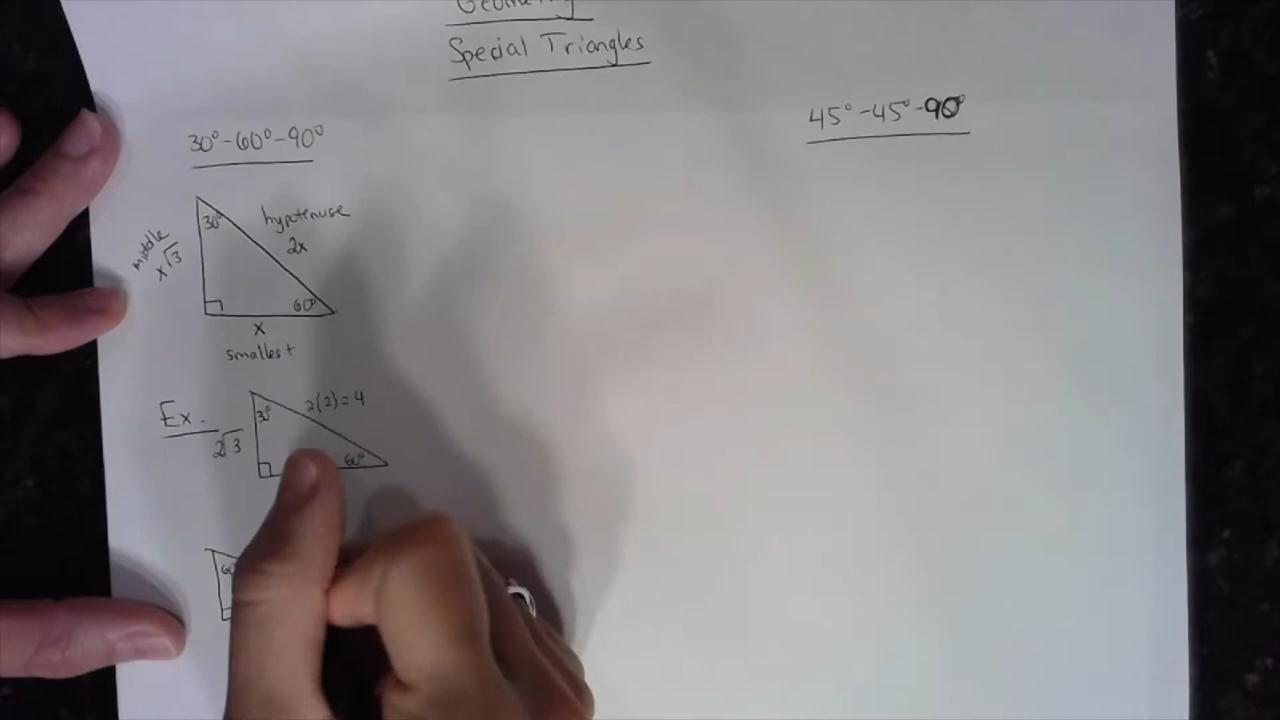 Geometry
Special Triangles
30°-60°-90°
45°-45°-90°
30°
hypotenuse
2x
middle
x√3
60°
x
smallest
Ex.
30°
2(2)=4
2√3
60°